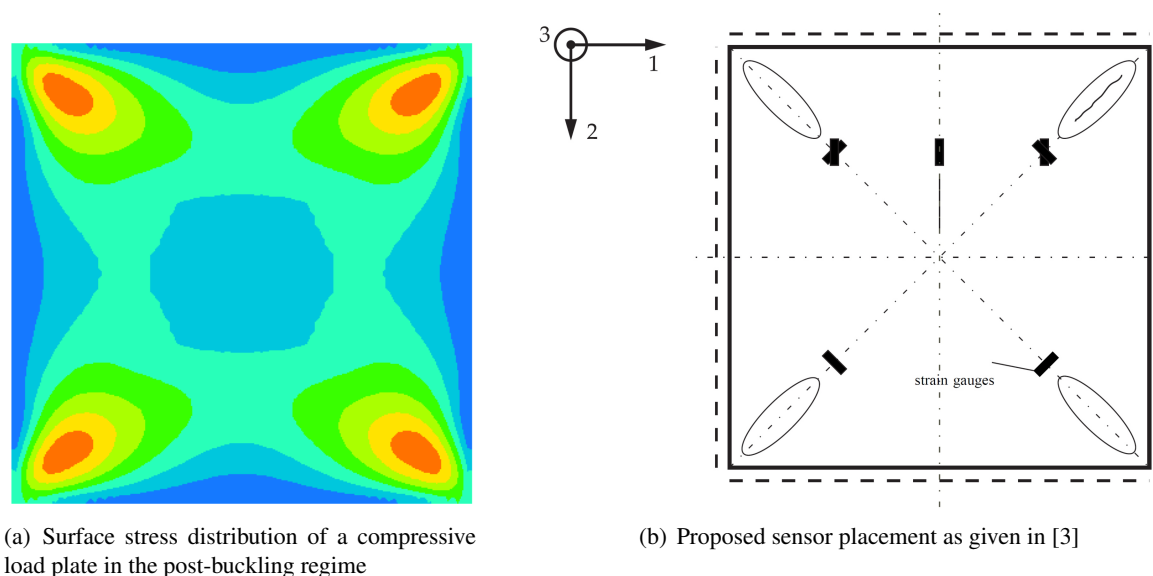 3
1
2
strain gauges
(a) Surface stress distribution of a compressive
load plate in the post-buckling regime
(b) Proposed sensor placement as given in [3]